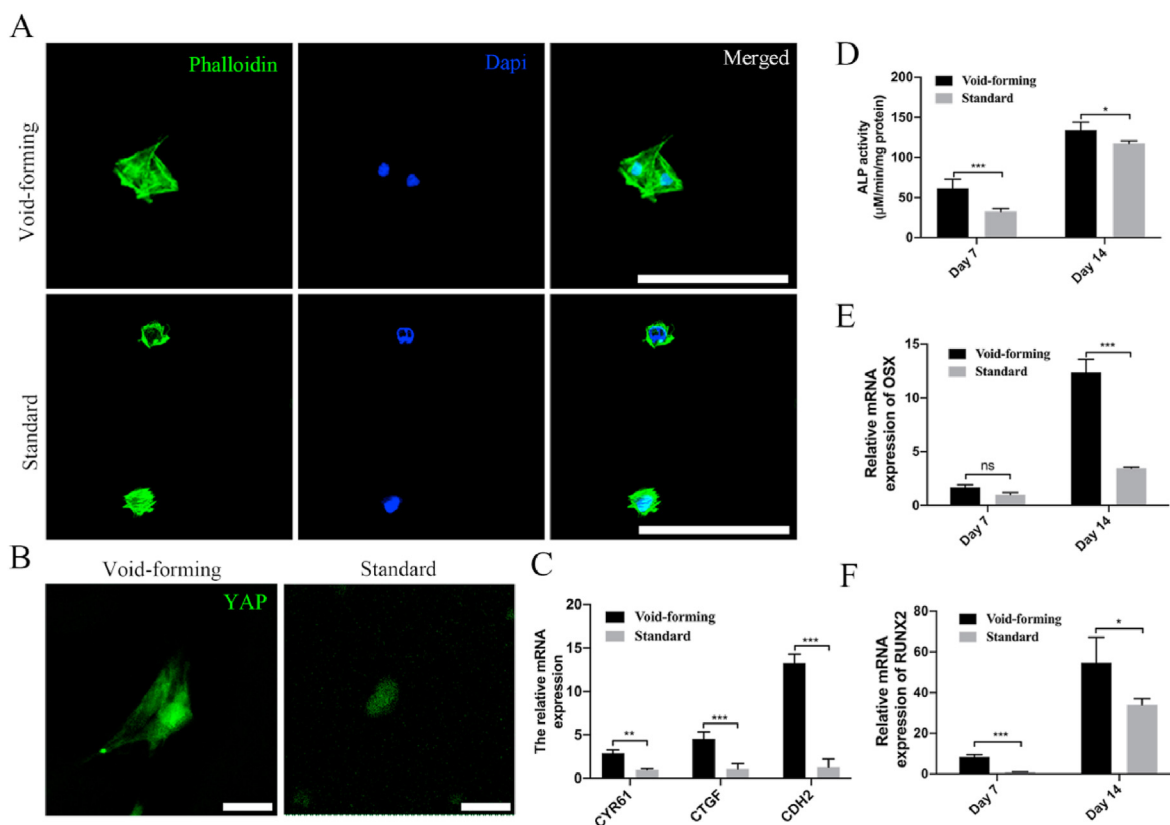 A
Phalloidin
Dapi
Merged
Void-forming
Standard
B
Void-forming
Standard
YAP
C
The relative mRNA
expression
20
15
10
5
0
Void-forming
Standard
**
***
***
CYR61
CTGF
CDH2
D
ALP activity
(μM/min/mg protein)
200
150
100
50
0
Void-forming
Standard
***
*
Day 7
Day 14
E
Relative mRNA
expression of OSX
15
10
5
0
Void-forming
Standard
ns
***
Day 7
Day 14
F
Relative mRNA
expression of RUNX2
80
60
40
20
0
Void-forming
Standard
***
*
Day 7
Day 14